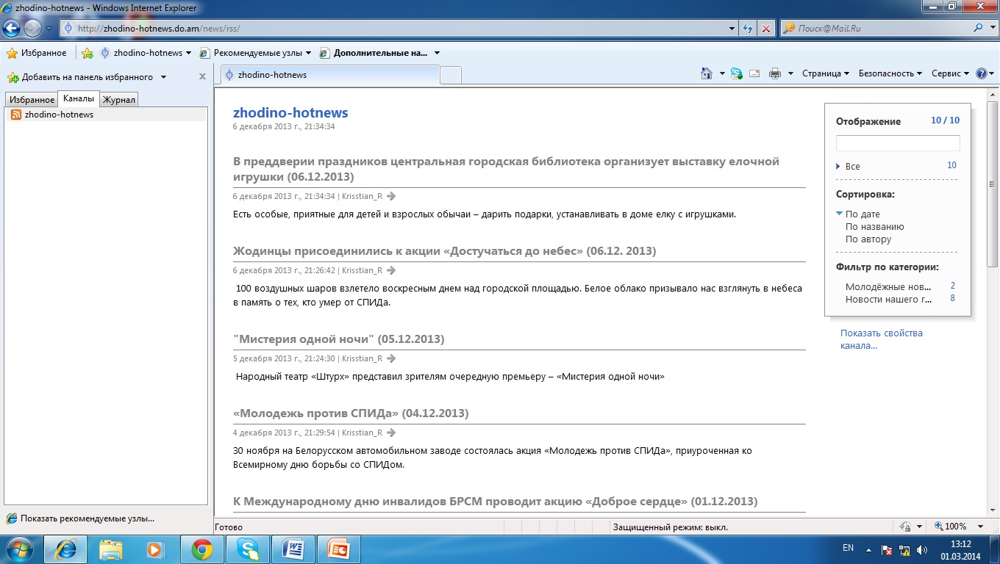 zhodino-hotnews - Windows Internet Explorer
http://zhodino-hotnews.do.am/news/rss/
Поиск@Mail.Ru
Избранное
zhodino-hotnews
Рекомендуемые узлы
Дополнительные на...
Добавить на панель избранного
zhodino-hotnews
Страница
Безопасность
Сервис
Избранное
Каналы
Журнал
zhodino-hotnews
zhodino-hotnews
6 декабря 2013 г., 21:34:34
В преддверии праздников центральная городская библиотека организует выставку елочной
игрушки (06.12.2013)
6 декабря 2013 г., 21:34:34 | Krisstian_R
Есть особые, приятные для детей и взрослых обычаи – дарить подарки, устанавливать в доме елку с игрушками.
Жодинцы присоединились к акции «Достучаться до небес» (06.12. 2013)
6 декабря 2013 г., 21:26:42 | Krisstian_R
100 воздушных шаров взлетело воскресным днем над городской площадью. Белое облако призывало нас взглянуть в небеса
в память о тех, кто умер от СПИДа.
"Мистерия одной ночи" (05.12.2013)
5 декабря 2013 г., 21:24:30 | Krisstian_R
Народный театр «Штурх» представил зрителям очередную премьеру – «Мистерия одной ночи»
«Молодежь против СПИДа» (04.12.2013)
4 декабря 2013 г., 21:29:54 | Krisstian_R
30 ноября на Белорусском автомобильном заводе состоялась акция «Молодежь против СПИДа», приуроченная ко
Всемирному дню борьбы со СПИДом.
К Международному дню инвалидов БРСМ проводит акцию «Доброе сердце» (01.12.2013)
Отображение 10 / 10
Все 10
Сортировка:
По дате
По названию
По автору
Фильтр по категории:
Молодёжные нов... 2
Новости нашего г... 8
Показать свойства
канала...
Показать рекомендуемые узлы...
Готово
Защищенный режим: выкл.
100%
EN
13:12
01.03.2014